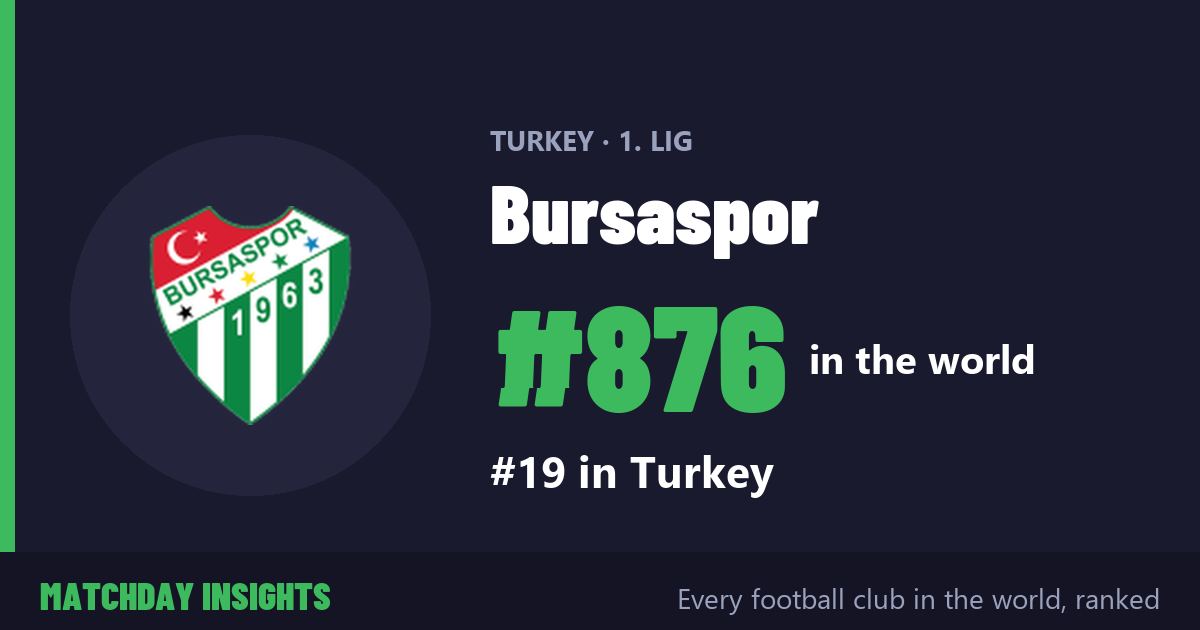 TURKEY · 1. LIG
Bursaspor
BURSASPOR
1963
#876 in the world
#19 in Turkey
MATCHDAY INSIGHTS
Every football club in the world, ranked